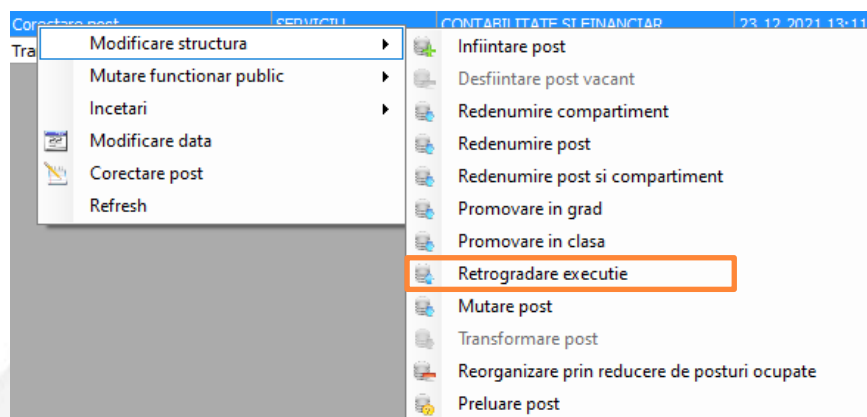 Corectare post SERVICIU CONTABILITATE SI FINANCIAR 23.12.2021 13:11
Tra
Modificare structura
Mutare functionar public
Incetari
Modificare data
Corectare post
Refresh
Infiintare post
Desfiintare post vacant
Redenumire compartiment
Redenumire post
Redenumire post si compartiment
Promovare in grad
Promovare in clasa
Retrogradare executie
Mutare post
Transformare post
Reorganizare prin reducere de posturi ocupate
Preluare post